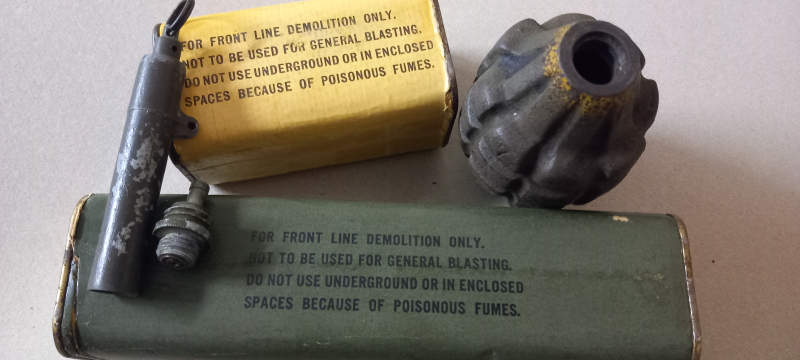 FOR FRONT LINE DEMOLITION ONLY.
NOT TO BE USED FOR GENERAL BLASTING.
DO NOT USE UNDERGROUND OR IN ENCLOSED
SPACES BECAUSE OF POISONOUS FUMES.
FOR FRONT LINE DEMOLITION ONLY.
NOT TO BE USED FOR GENERAL BLASTING.
DO NOT USE UNDERGROUND OR IN ENCLOSED
SPACES BECAUSE OF POISONOUS FUMES.